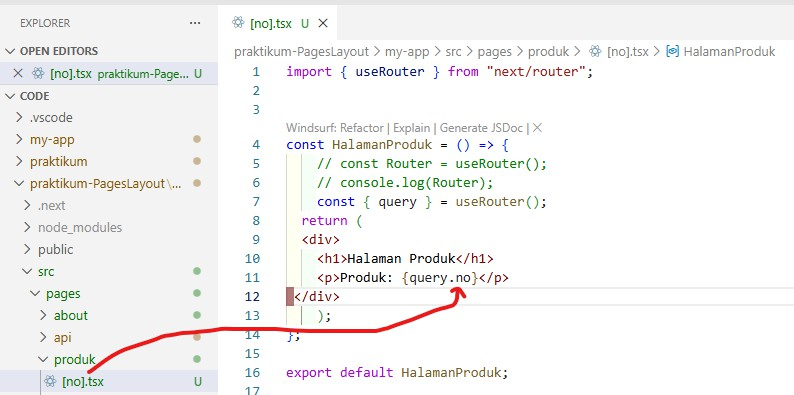 EXPLORER
OPEN EDITORS
[no].tsx praktikum-Page... U
CODE
.vscode
my-app
praktikum
praktikum-PagesLayout\...
.next
node_modules
public
src
pages
about
api
produk
[no].tsx U
[no].tsx U
praktikum-PagesLayout > my-app > src > pages > produk > [no].tsx > HalamanProduk
1 import { useRouter } from "next/router";
2
3
Windsurf: Refactor | Explain | Generate JSDoc | X
4 const HalamanProduk = () => {
5 // const Router = useRouter();
6 // console.log(Router);
7 const { query } = useRouter();
8 return (
9 <div>
10 <h1>Halaman Produk</h1>
11 <p>Produk: {query.no}</p>
12 </div>
13 );
14 };
15
16 export default HalamanProduk;
17